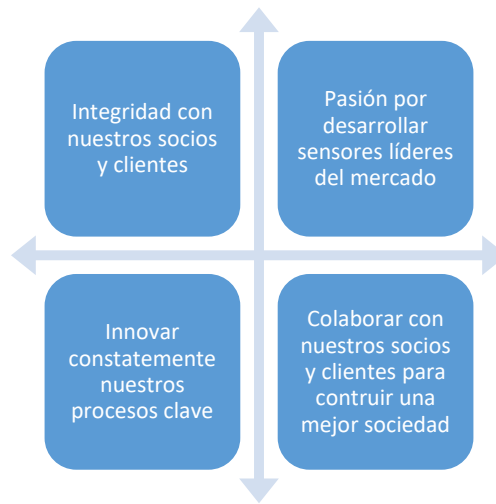 Integridad con
nuestros socios
y clientes
Pasión por
desarrollar
sensores líderes
del mercado
Innovar
constatemente
nuestros
procesos clave
Colaborar con
nuestros socios
y clientes para
contruir una
mejor sociedad